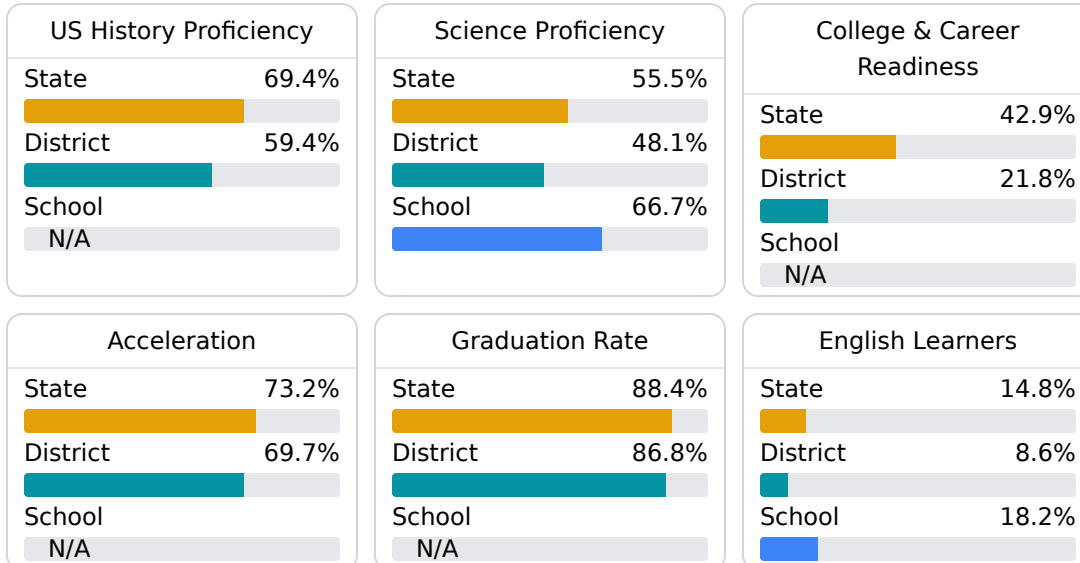 US History Proficiency
State 69.4%
District 59.4%
School
N/A
Science Proficiency
State 55.5%
District 48.1%
School 66.7%
College & Career
Readiness
State 42.9%
District 21.8%
School
N/A
Acceleration
State 73.2%
District 69.7%
School
N/A
Graduation Rate
State 88.4%
District 86.8%
School
N/A
English Learners
State 14.8%
District 8.6%
School 18.2%